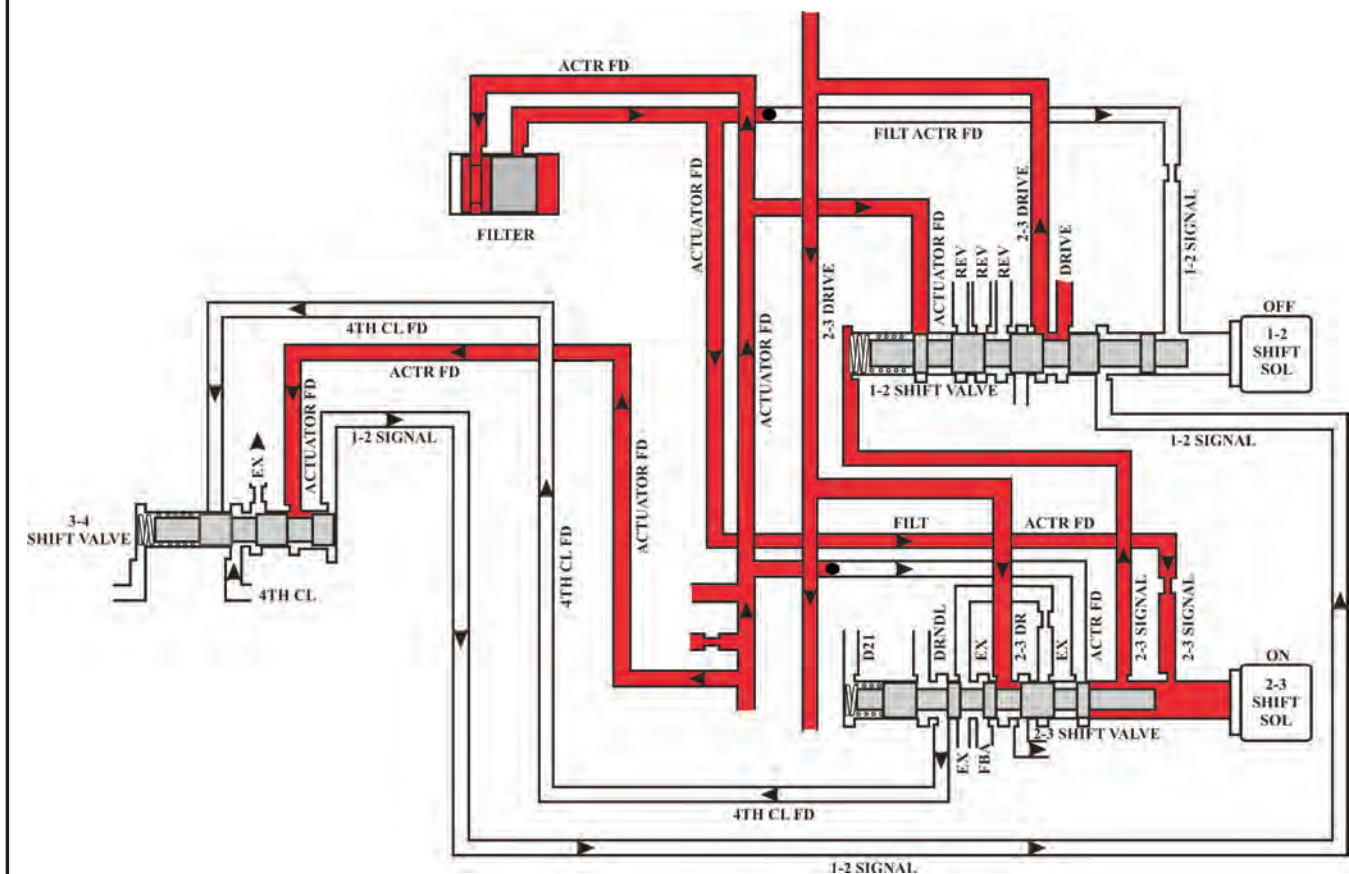 ACTR FD
FILT ACTR FD
FILTER
ACTUATOR FD
ACTUATOR FD
2-3 DRIVE
ACTUATOR FD
REV
REV
REV
2-3 DRIVE
DRIVE
1-2 SIGNAL
OFF
1-2
SHIFT
SOL
1-2 SHIFT VALVE
1-2 SIGNAL
4TH CL FD
ACTR FD
ACTUATOR FD
1-2 SIGNAL
EX
3-4
SHIFT VALVE
4TH CL
4TH CL FD
ACTUATOR FD
FILT
ACTR FD
D21
DRNDL
EX
2-3 DR
EX
ACTR FD
2-3 SIGNAL
2-3 SIGNAL
ON
2-3
SHIFT
SOL
2-3 SHIFT VALVE
EX
FBA
4TH CL FD
1-2 SIGNAL